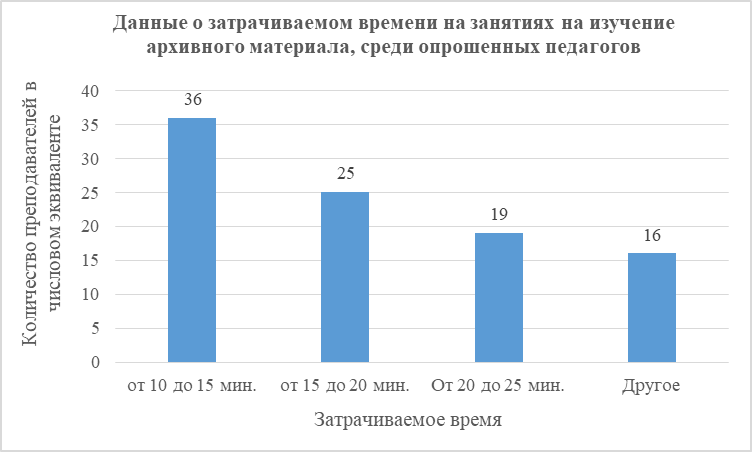 Данные о затрачиваемом времени на занятиях на изучение
архивного материала, среди опрошенных педагогов
Количество преподавателей в
числовом эквиваленте
40
35
30
25
20
15
10
5
0
36
25
19
16
от 10 до 15 мин.
от 15 до 20 мин.
От 20 до 25 мин.
Другое
Затрачиваемое время